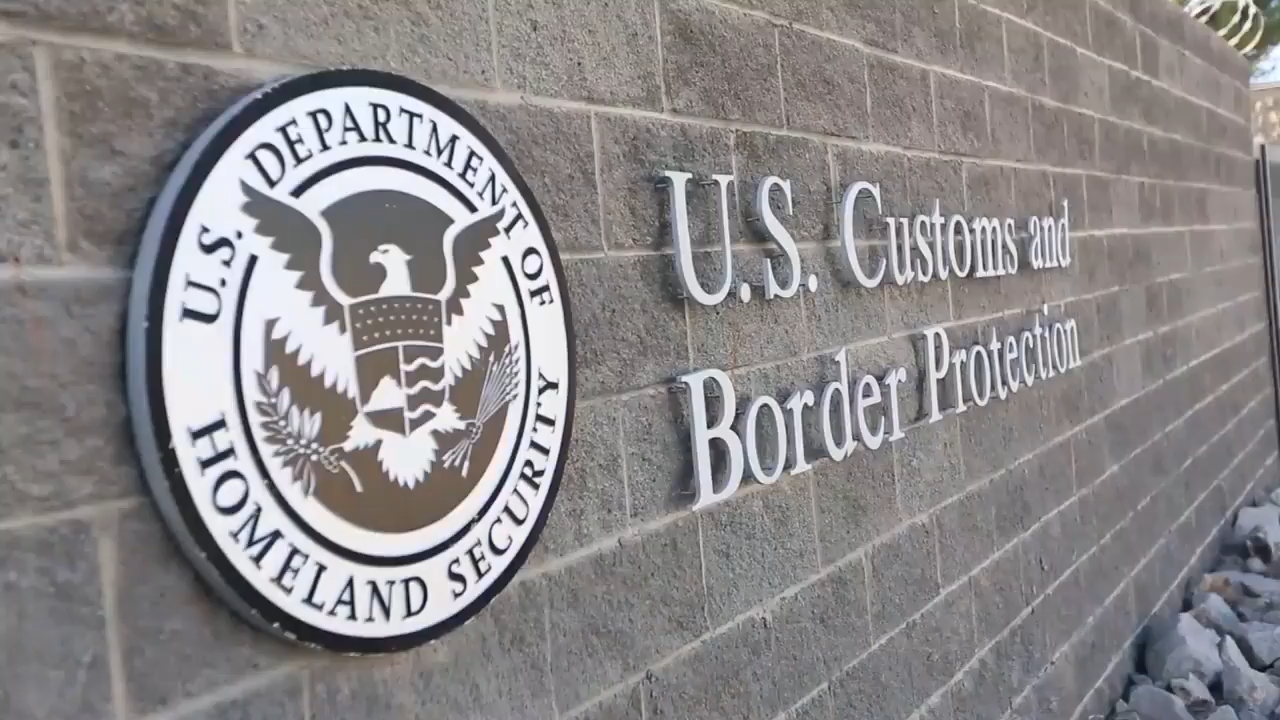 U.S. DEPARTMENT OF
HOMELAND SECURITY
U.S. Customs and
Border Protection